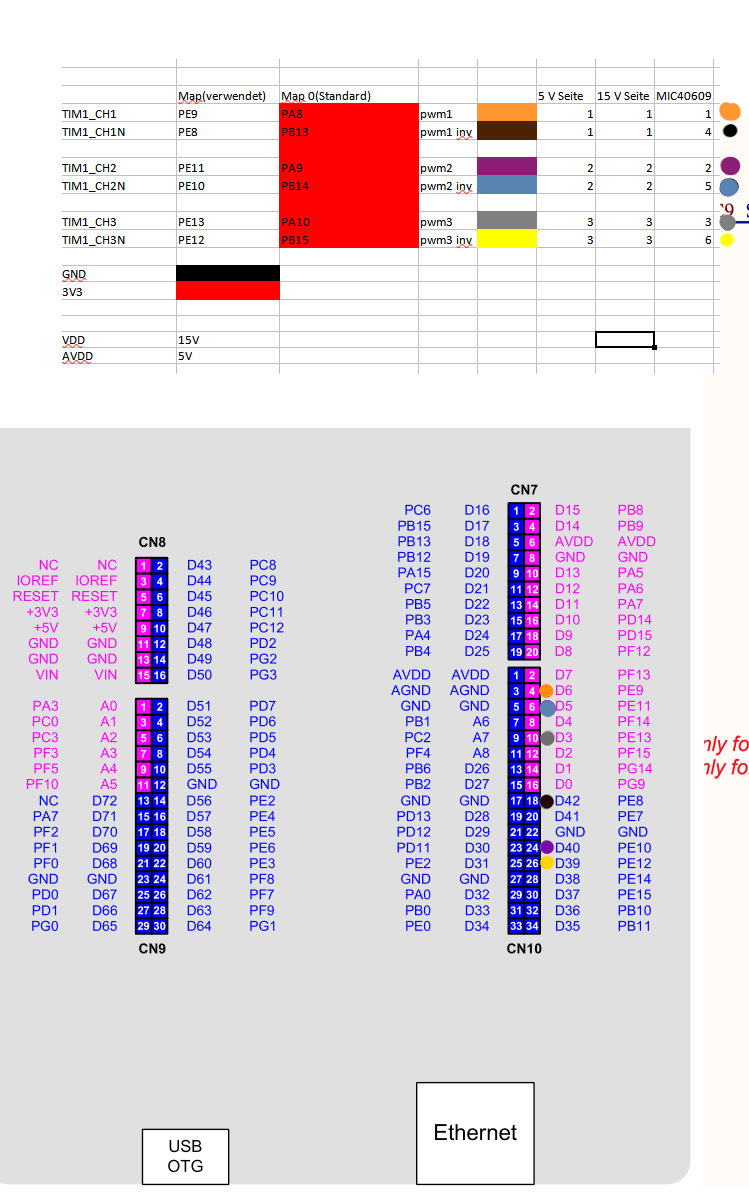 Map(verwendet) Map 0(Standard) 5 V Seite 15 V Seite MIC40609
TIM1_CH1 PE9 PA8 pwm1 1 1 1
TIM1_CH1N PE8 PB13 pwm1 inv 1 1 4
TIM1_CH2 PE11 PA9 pwm2 2 2 2
TIM1_CH2N PE10 PB14 pwm2 inv 2 2 5
TIM1_CH3 PE13 PA10 pwm3 3 3 3
TIM1_CH3N PE12 PB15 pwm3 inv 3 3 6
GND
3V3
VDD 15V
AVDD 5V
CN8
NC NC 1 2 D43 PC8
IOREF IOREF 3 4 D44 PC9
RESET RESET 5 6 D45 PC10
+3V3 +3V3 7 8 D46 PC11
+5V +5V 9 10 D47 PC12
GND GND 11 12 D48 PD2
GND GND 13 14 D49 PG2
VIN VIN 15 16 D50 PG3
PA3 A0 1 2 D51 PD7
PC0 A1 3 4 D52 PD6
PC3 A2 5 6 D53 PD5
PF3 A3 7 8 D54 PD4
PF5 A4 9 10 D55 PD3
PF10 A5 11 12 GND GND
NC D72 13 14 D56 PE2
PA7 D71 15 16 D57 PE4
PF2 D70 17 18 D58 PE5
PF1 D69 19 20 D59 PE6
PF0 D68 21 22 D60 PE3
GND GND 23 24 D61 PF8
PD0 D67 25 26 D62 PF7
PD1 D66 27 28 D63 PF9
PG0 D65 29 30 D64 PG1
CN9
CN7
PC6 D16 1 2 D15 PB8
PB15 D17 3 4 D14 PB9
PB13 D18 5 6 AVDD AVDD
PB12 D19 7 8 GND GND
PA15 D20 9 10 D13 PA5
PC7 D21 11 12 D12 PA6
PB5 D22 13 14 D11 PA7
PB3 D23 15 16 D10 PD14
PA4 D24 17 18 D9 PD15
PB4 D25 19 20 D8 PF12
AVDD AVDD 1 2 D7 PF13
AGND AGND 3 4 D6 PE9
GND GND 5 6 D5 PE11
PB1 A6 7 8 D4 PF14
PC2 A7 9 10 D3 PE13
PF4 A8 11 12 D2 PF15
PB6 D26 13 14 D1 PG14
PB2 D27 15 16 D0 PG9
GND GND 17 18 D42 PE8
PD13 D28 19 20 D41 PE7
PD12 D29 21 22 GND GND
PD11 D30 23 24 D40 PE10
PE2 D31 25 26 D39 PE12
GND GND 27 28 D38 PE14
PA0 D32 29 30 D37 PE15
PB0 D33 31 32 D36 PB10
PE0 D34 33 34 D35 PB11
CN10
nly fo
nly fo
USB
OTG
Ethernet